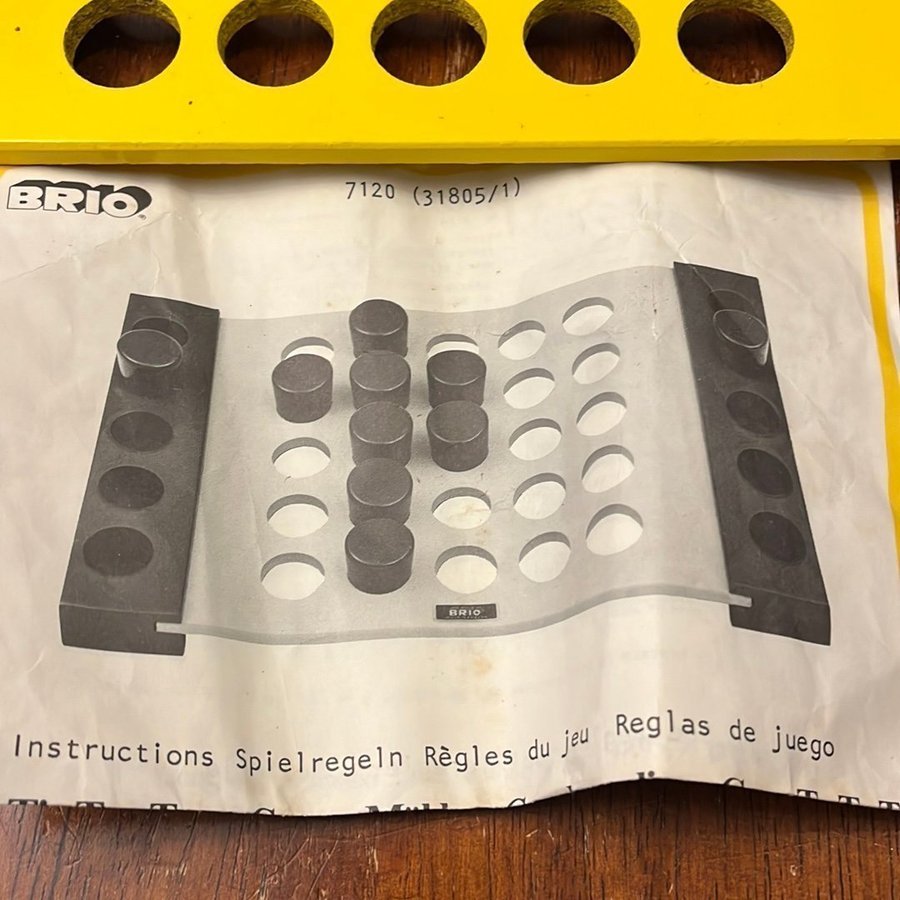 BRIO®
7120 (31805/1)
BRIO
Instructions Spielregeln Règles du jeu Reglas de juego